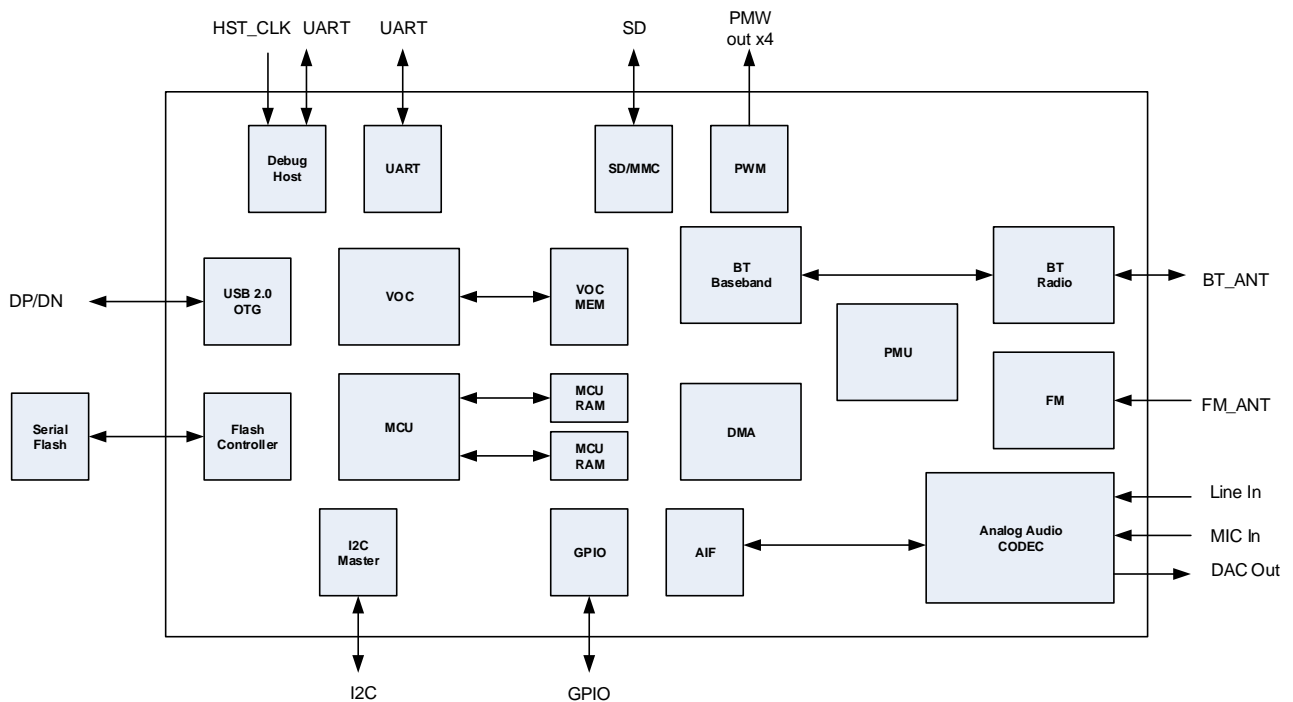 HST_CLK UART
UART
SD
PMW
out x4
Debug
Host
UART
SD/MMC
PWM
DP/DN
USB 2.0
OTG
VOC
VOC
MEM
BT
Baseband
BT
Radio
BT_ANT
PMU
Serial
Flash
Flash
Controller
MCU
MCU
RAM
MCU
RAM
DMA
FM
FM_ANT
I2C
Master
GPIO
AIF
Analog Audio
CODEC
Line In
MIC In
DAC Out
I2C
GPIO